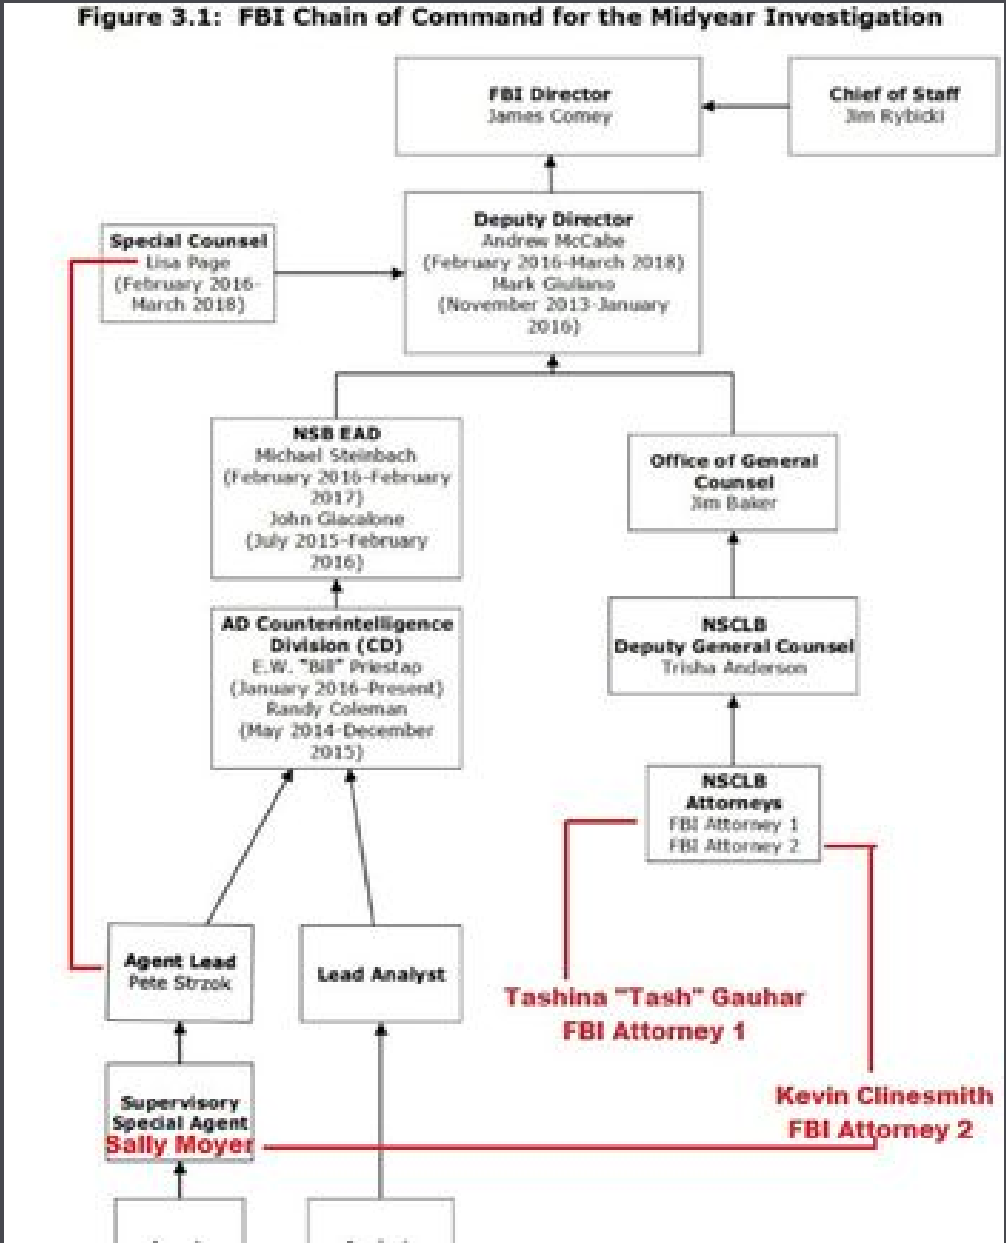 Figure 3.1: FBI Chain of Command for the Midyear Investigation
FBI Director
James Comey
Chief of Staff
Jim Rybicki
Deputy Director
Andrew McCabe
(February 2016-March 2018)
Mark Giuliano
(November 2013-January
2016)
Special Counsel
Lisa Page
(February 2016-
March 2018)
NSB EAD
Michael Steinbach
(February 2016-February
2017)
John Giacalone
(July 2015-February
2016)
Office of General
Counsel
Jim Baker
AD Counterintelligence
Division (CD)
E.W. "Bill" Priestap
(January 2016-Present)
Randy Coleman
(May 2014-December
2015)
NSCLB
Deputy General Counsel
Trisha Anderson
NSCLB
Attorneys
FBI Attorney 1
FBI Attorney 2
Agent Lead
Pete Strzok
Lead Analyst
Tashina "Tash" Gauhar
FBI Attorney 1
Supervisory
Special Agent
Sally Moyer
Kevin Clinesmith
FBI Attorney 2